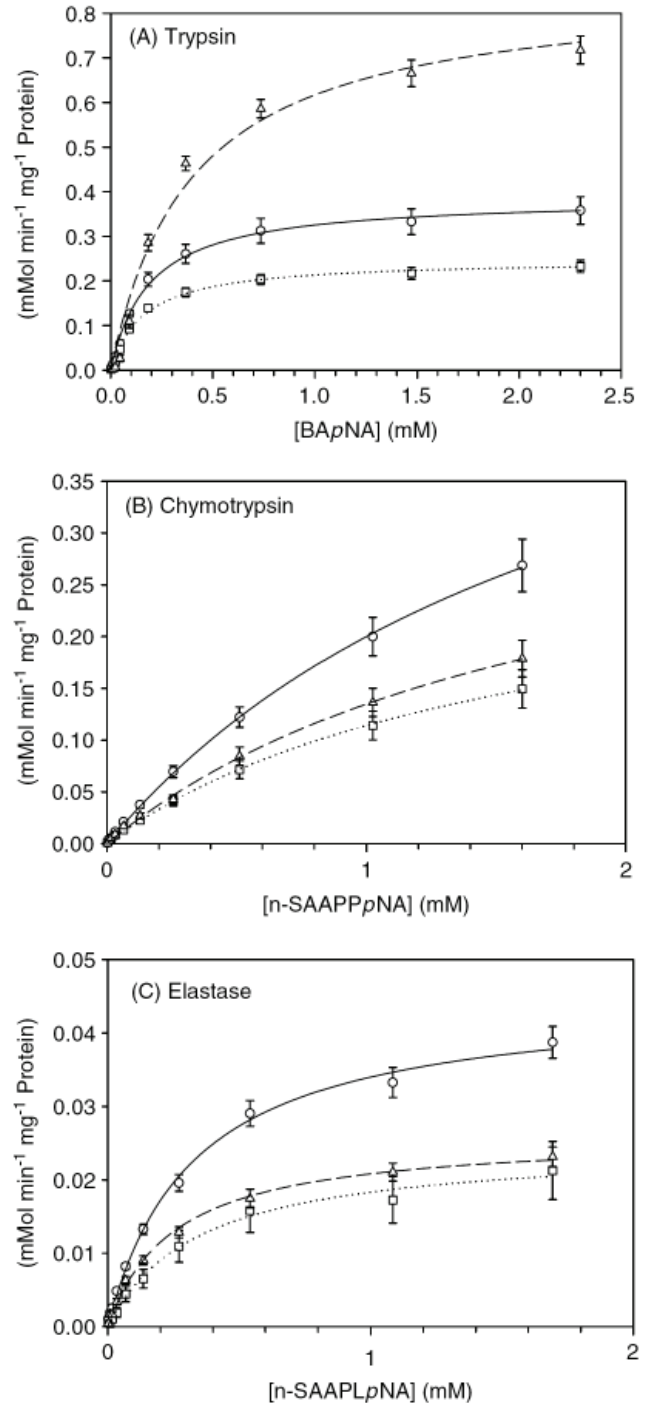 (A) Trypsin
(mMol min⁻¹ mg⁻¹ Protein)
0.8
0.7
0.6
0.5
0.4
0.3
0.2
0.1
0.0
0.0 0.5 1.0 1.5 2.0 2.5
[BApNA] (mM)
(B) Chymotrypsin
(mMol min⁻¹ mg⁻¹ Protein)
0.35
0.30
0.25
0.20
0.15
0.10
0.05
0.00
0 1 2
[n-SAAPPpNA] (mM)
(C) Elastase
(mMol min⁻¹ mg⁻¹ Protein)
0.05
0.04
0.03
0.02
0.01
0.00
0 1 2
[n-SAAPLpNA] (mM)